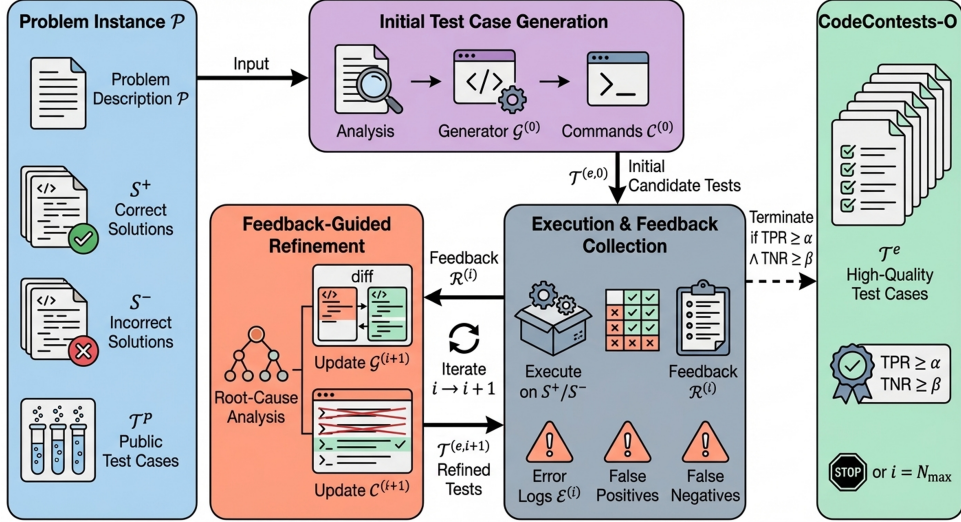 Problem Instance 𝒫
Problem
Description 𝒫
S⁺
Correct
Solutions
S⁻
Incorrect
Solutions
𝒯ᵖ
Public
Test Cases
Input
Initial Test Case Generation
</>
>_
Analysis
Generator 𝒢⁽⁰⁾
Commands 𝒞⁽⁰⁾
𝒯⁽ᵉ,⁰⁾
Initial
Candidate Tests
Feedback-Guided
Refinement
diff
Update 𝒢⁽ⁱ⁺¹⁾
Root-Cause
Analysis
Update 𝒞⁽ⁱ⁺¹⁾
Feedback
ℛ⁽ⁱ⁾
Iterate
i → i + 1
𝒯⁽ᵉ,ⁱ⁺¹⁾
Refined
Tests
Execution & Feedback
Collection
Execute
on S⁺/S⁻
Feedback
ℛ⁽ⁱ⁾
Error
Logs ℰ⁽ⁱ⁾
False
Positives
False
Negatives
Terminate
if TPR ≥ α
∧ TNR ≥ β
CodeContests-O
𝒯ᵉ
High-Quality
Test Cases
TPR ≥ α
TNR ≥ β
STOP or i = Nmax